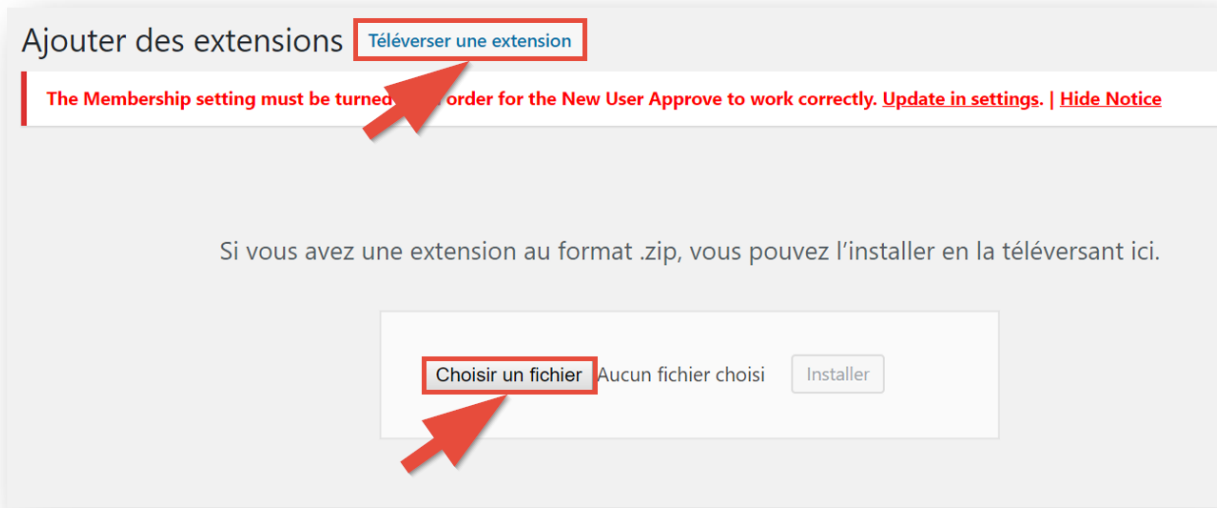 Ajouter des extensions Téléverser une extension
The Membership setting must be turned order for the New User Approve to work correctly. Update in settings. | Hide Notice
Si vous avez une extension au format .zip, vous pouvez l’installer en la téléversant ici.
Choisir un fichier Aucun fichier choisi Installer